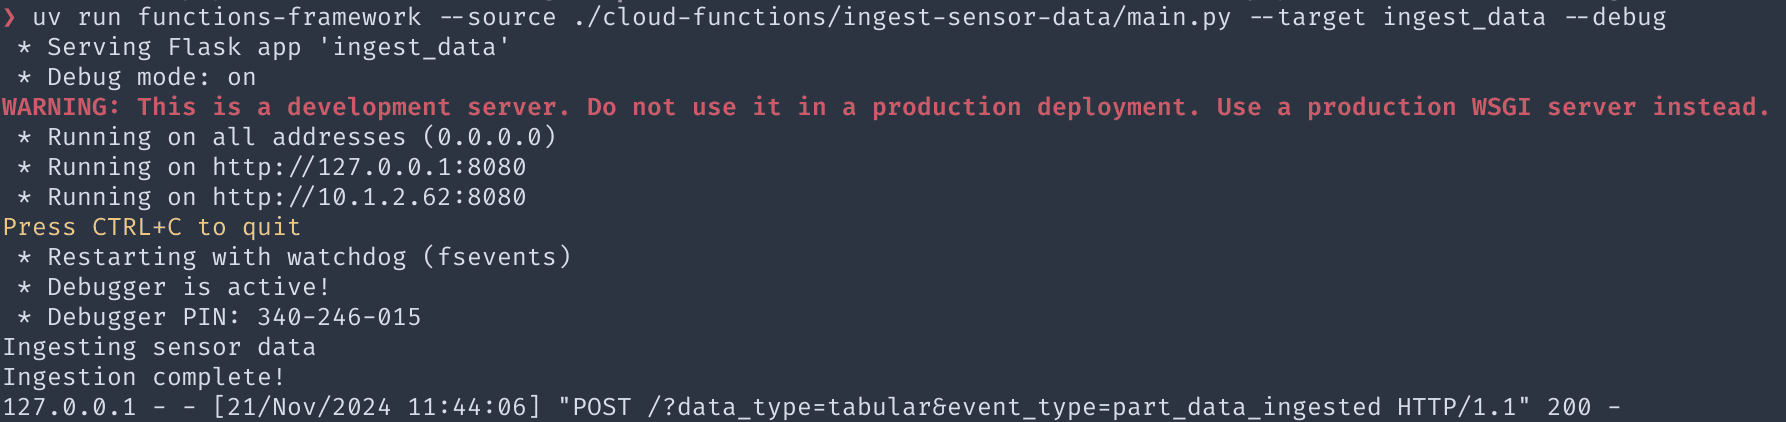 ❯ uv run functions-framework --source ./cloud-functions/ingest-sensor-data/main.py --target ingest_data --debug
 * Serving Flask app 'ingest_data'
 * Debug mode: on
WARNING: This is a development server. Do not use it in a production deployment. Use a production WSGI server instead.
 * Running on all addresses (0.0.0.0)
 * Running on http://127.0.0.1:8080
 * Running on http://10.1.2.62:8080
Press CTRL+C to quit
 * Restarting with watchdog (fsevents)
 * Debugger is active!
 * Debugger PIN: 340-246-015
Ingesting sensor data
Ingestion complete!
127.0.0.1 - - [21/Nov/2024 11:44:06] "POST /?data_type=tabular&event_type=part_data_ingested HTTP/1.1" 200 -